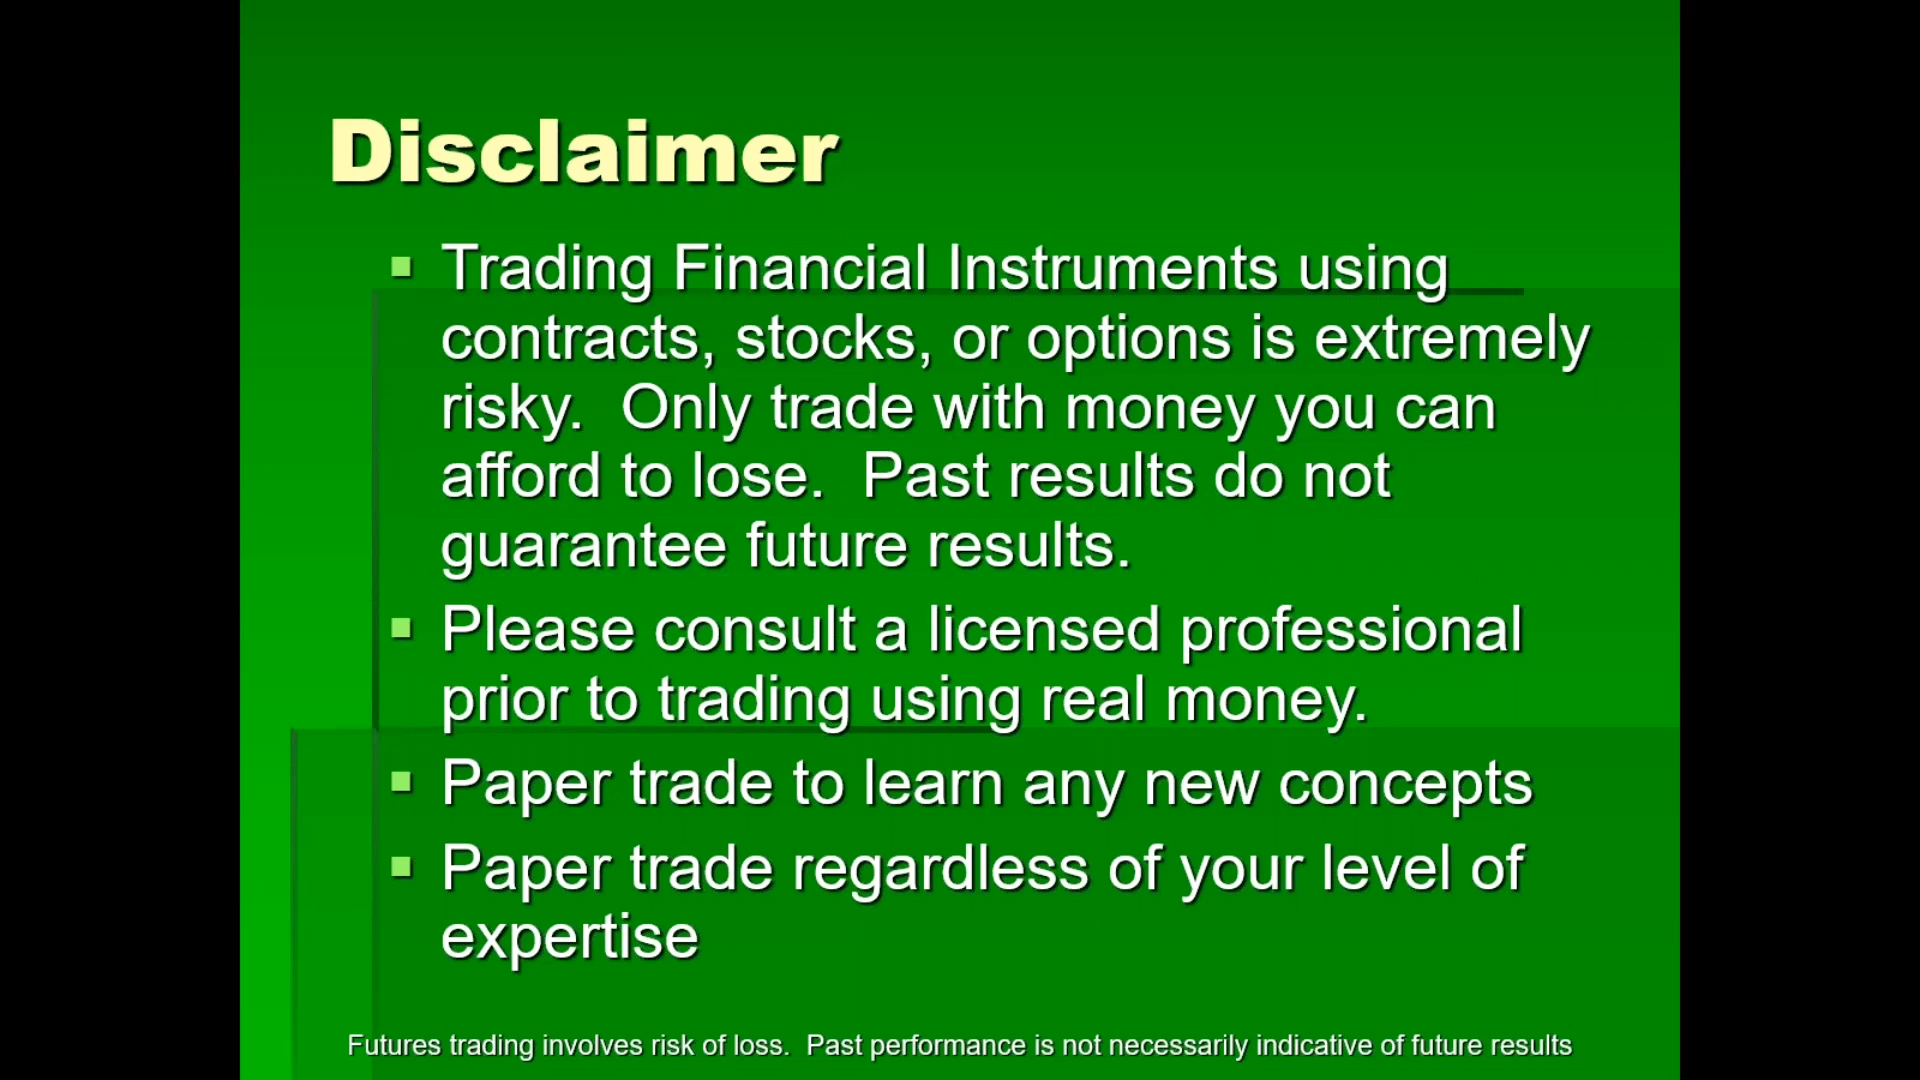 Disclaimer
▪ Trading Financial Instruments using
contracts, stocks, or options is extremely
risky.  Only trade with money you can
afford to lose.  Past results do not
guarantee future results.
▪ Please consult a licensed professional
prior to trading using real money.
▪ Paper trade to learn any new concepts
▪ Paper trade regardless of your level of
expertise
Futures trading involves risk of loss.  Past performance is not necessarily indicative of future results